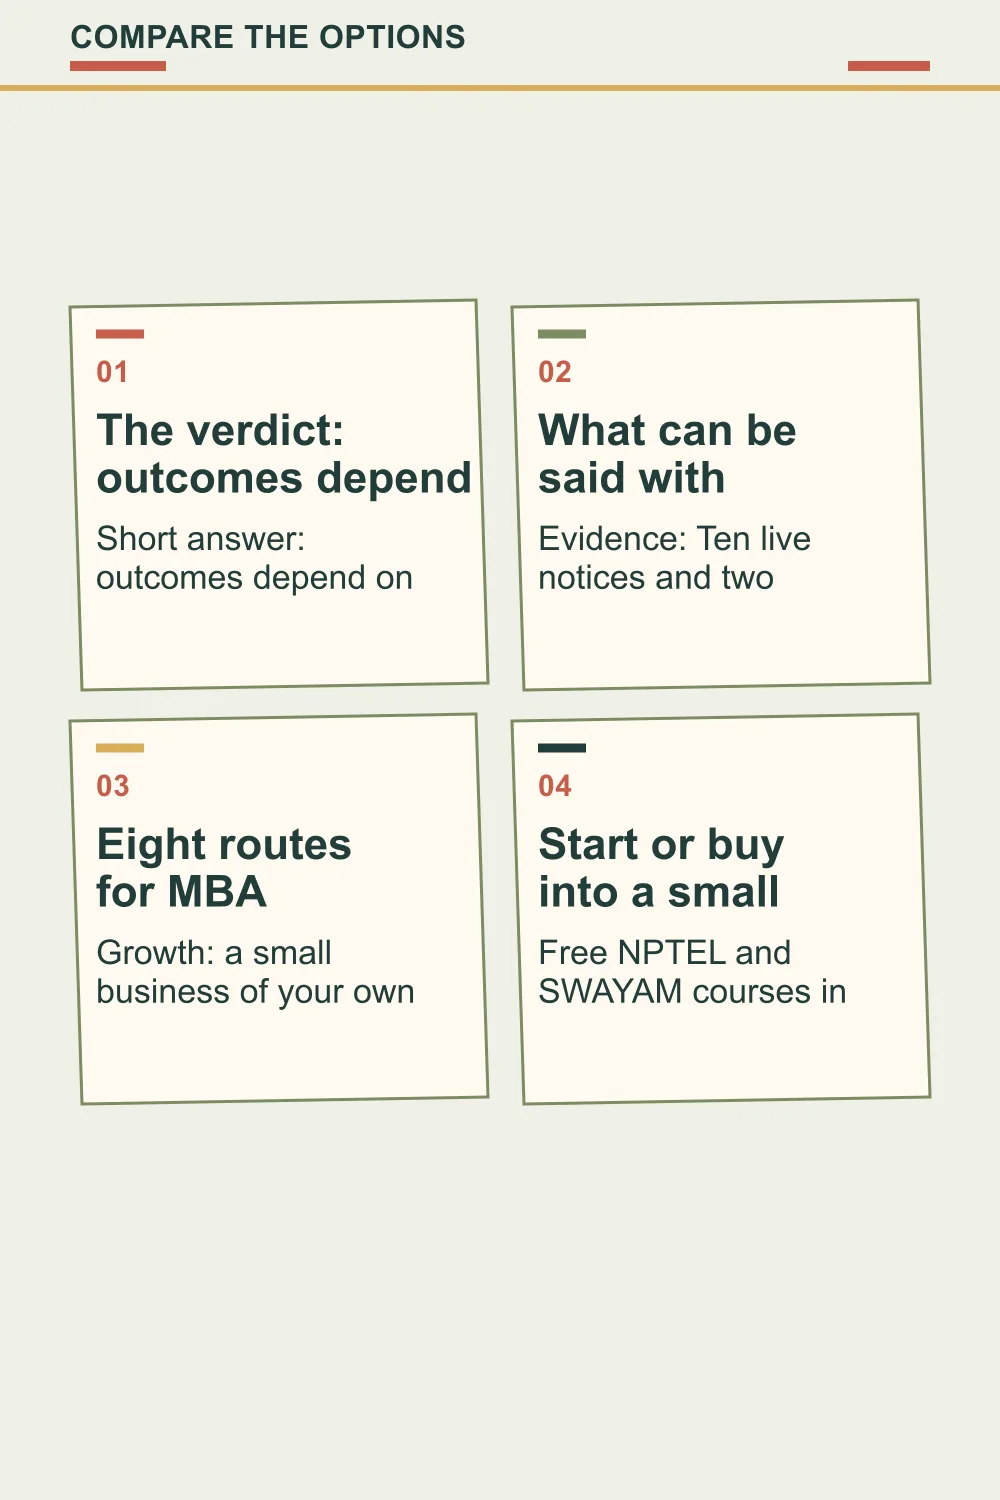 COMPARE THE OPTIONS
01
The verdict:
outcomes depend
Short answer:
outcomes depend on
02
What can be
said with
Evidence: Ten live
notices and two
03
Eight routes
for MBA
Growth: a small
business of your own
04
Start or buy
into a small
Free NPTEL and
SWAYAM courses in